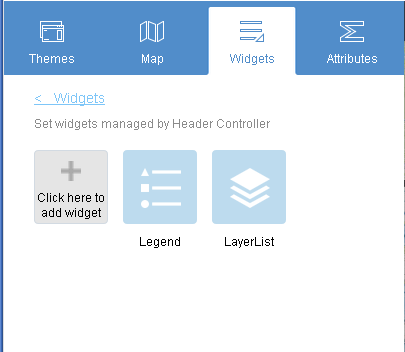 Themes Map Widgets Attributes
< Widgets
Set widgets managed by Header Controller
Click here to
add widget
Legend LayerList